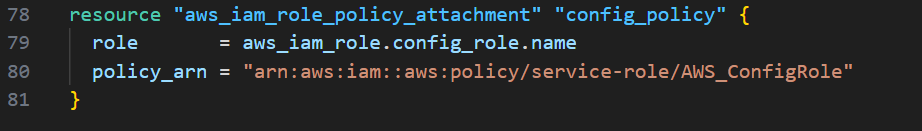 78 resource "aws_iam_role_policy_attachment" "config_policy" {
79   role       = aws_iam_role.config_role.name
80   policy_arn = "arn:aws:iam::aws:policy/service-role/AWS_ConfigRole"
81 }